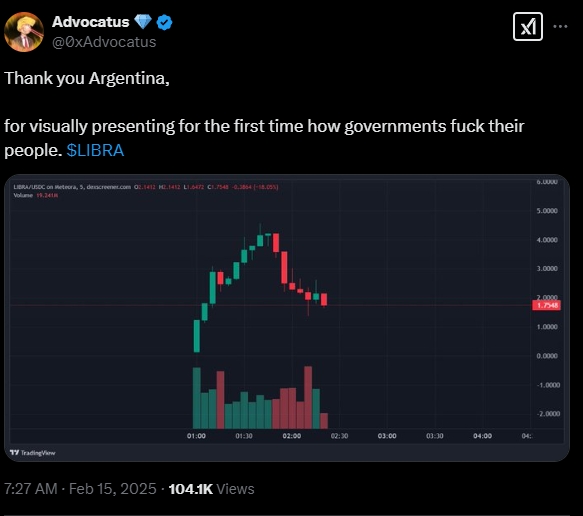 Advocatus 💎
@0xAdvocatus
Thank you Argentina,
for visually presenting for the first time how governments fuck their
people. $LIBRA
LIBRA/USDC on Meteora, 5, dexscreener.com O2.1412 H2.1412 L1.6472 C1.7548 -0.3864 (-18.05%)
Volume 19.241M
6.0000
5.0000
4.0000
3.0000
2.0000
1.7548
1.0000
0.0000
-1.0000
-2.0000
01:00 01:30 02:00 02:30 03:00 03:30 04:00 04:
TradingView
7:27 AM · Feb 15, 2025 · 104.1K Views